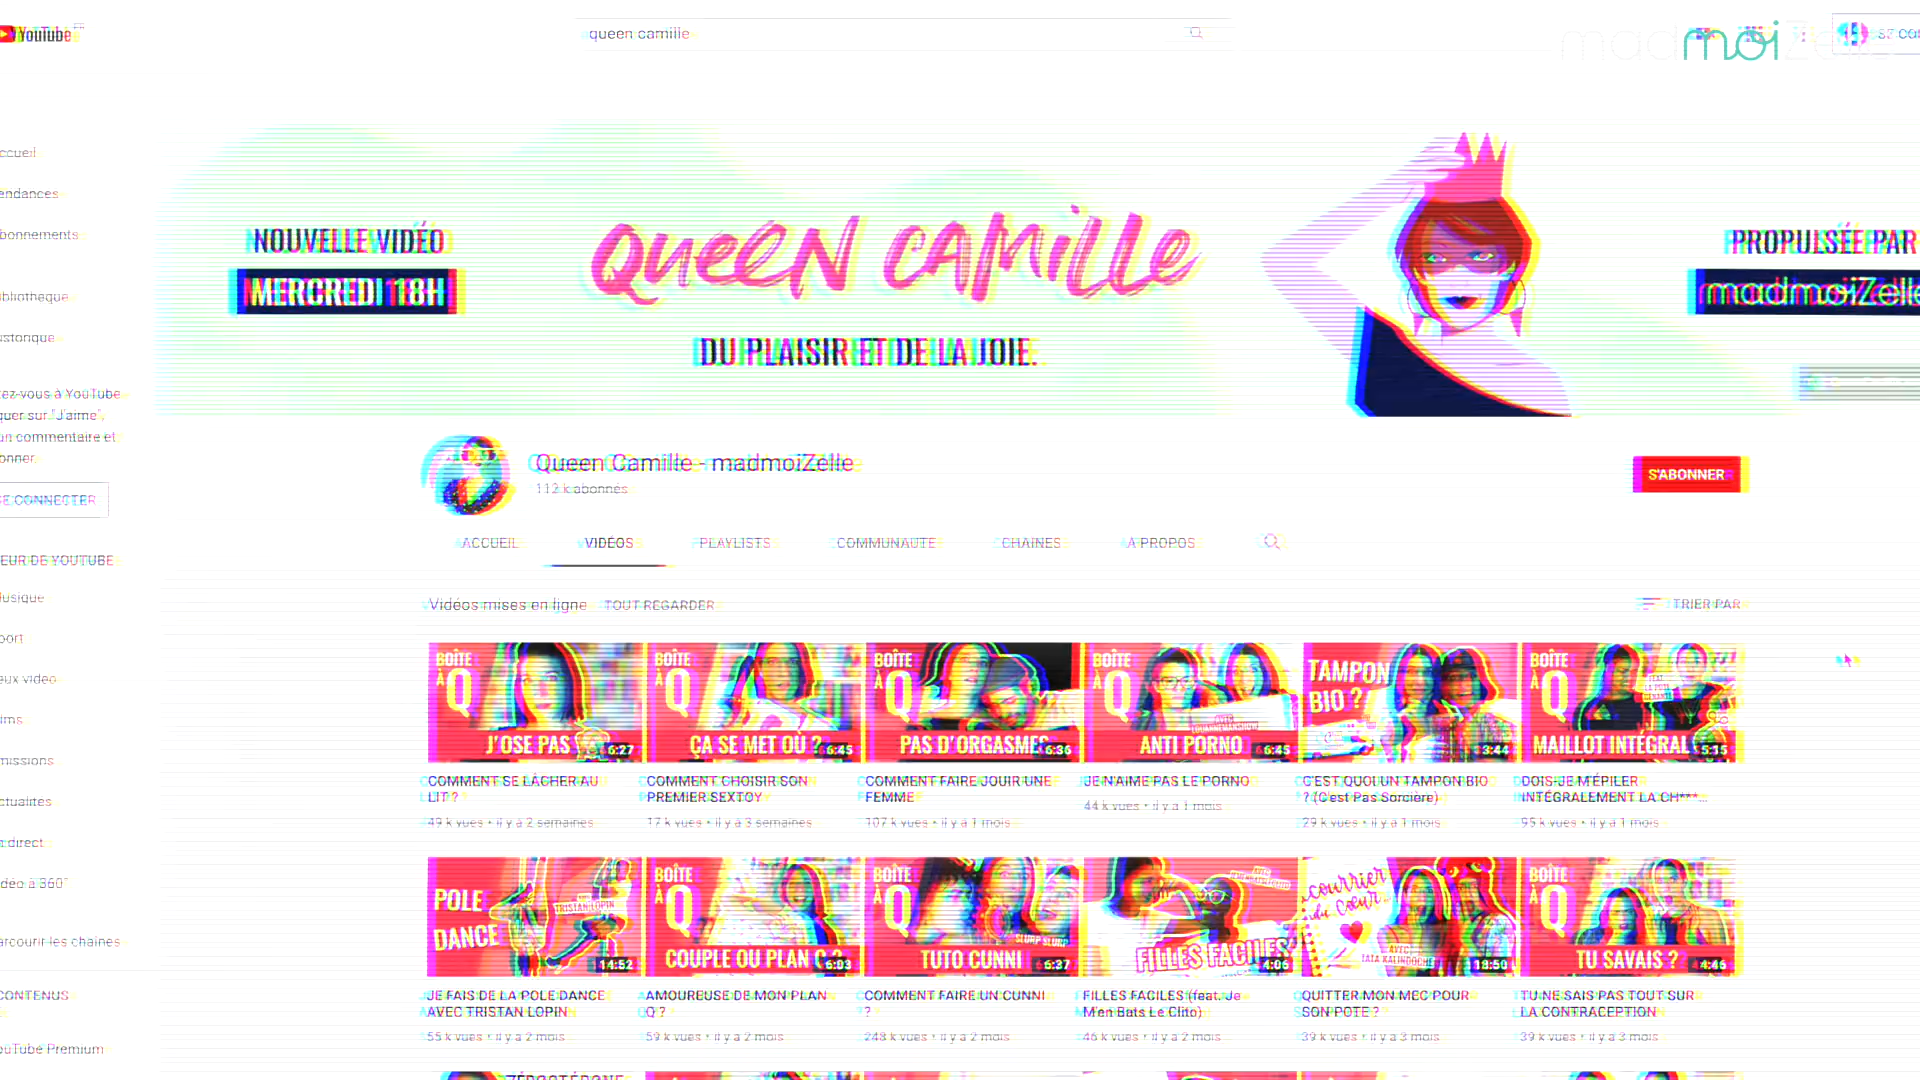 YouTube FR
queen camille
madmoiZelle
NOUVELLE VIDÉO
MERCREDI 18H
QUEEN CAMILLE
DU PLAISIR ET DE LA JOIE.
PROPULSÉE PAR
madmoiZelle
ccueil
endances
bonnements
bliothèque
istorique
tez-vous à YouTube
quer sur "J'aime",
un commentaire et
onner.
SE CONNECTER
EUR DE YOUTUBE
usique
port
eux vidéo
ilms
missions
ctualités
n direct
déo à 360°
arcourir les chaînes
CONTENUS
ouTube Premium
Queen Camille - madmoiZelle
112 k abonnés
S'ABONNER
ACCUEIL
VIDÉOS
PLAYLISTS
COMMUNAUTÉ
CHAÎNES
À PROPOS
Vidéos mises en ligne
TOUT REGARDER
TRIER PAR
BOÎTE
À Q
J'OSE PAS
6:27
COMMENT SE LÂCHER AU
LIT ?
49 k vues • il y a 2 semaines
BOÎTE
À Q
ÇA SE MET OÙ ?
6:45
COMMENT CHOISIR SON
PREMIER SEXTOY
17 k vues • il y a 3 semaines
BOÎTE
À Q
PAS D'ORGASME
6:36
COMMENT FAIRE JOUIR UNE
FEMME
107 k vues • il y a 1 mois
BOÎTE
À Q
ANTI PORNO
6:45
JE N'AIME PAS LE PORNO
44 k vues • il y a 1 mois
TAMPON
BIO ?
C'EST QUOI UN TAMPON BIO
? (C'est Pas Sorcière)
29 k vues • il y a 1 mois
BOÎTE
À Q
MAILLOT INTÉGRAL
5:15
DOIS-JE M'ÉPILER
INTÉGRALEMENT LA CH***...
95 k vues • il y a 1 mois
POLE
DANCE
TRISTAN LOPIN
14:52
JE FAIS DE LA POLE DANCE
AVEC TRISTAN LOPIN
55 k vues • il y a 2 mois
BOÎTE
À Q
COUPLE OU PLAN Q ?
6:03
AMOUREUSE DE MON PLAN
Q ?
59 k vues • il y a 2 mois
BOÎTE
À Q
SLURP SLURP
TUTO CUNNI
6:37
COMMENT FAIRE UN CUNNI
?
248 k vues • il y a 2 mois
FILLES FACILES
4:06
FILLES FACILES (feat. Je
M'en Bats Le Clito)
46 k vues • il y a 2 mois
courrier
du cœur
AVEC
TATA KALINDOCHE
18:50
QUITTER MON MEC POUR
SON POTE ?
39 k vues • il y a 3 mois
BOÎTE
À Q
TU SAVAIS ?
4:46
TU NE SAIS PAS TOUT SUR
LA CONTRACEPTION
39 k vues • il y a 3 mois